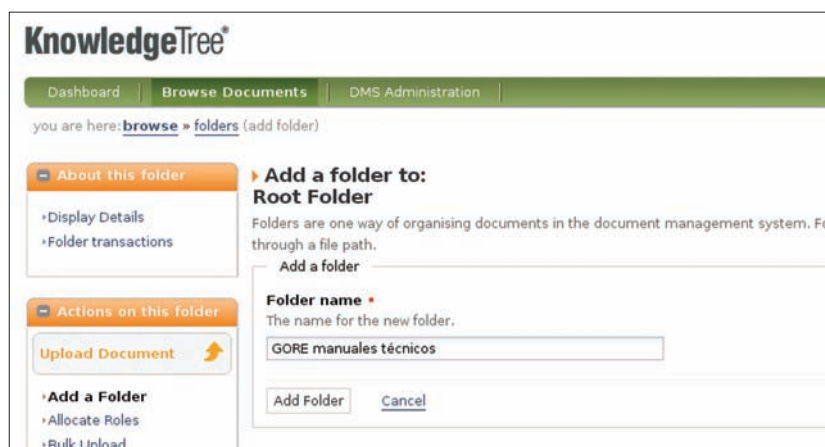 KnowledgeTree®
Dashboard Browse Documents DMS Administration
you are here: browse » folders (add folder)
About this folder
Display Details
Folder transactions
Actions on this folder
Upload Document
Add a Folder
Allocate Roles
Bulk Upload
Add a folder to:
Root Folder
Folders are one way of organising documents in the document management system.
through a file path.
Add a folder
Folder name •
The name for the new folder.
GORE manuales técnicos
Add Folder Cancel